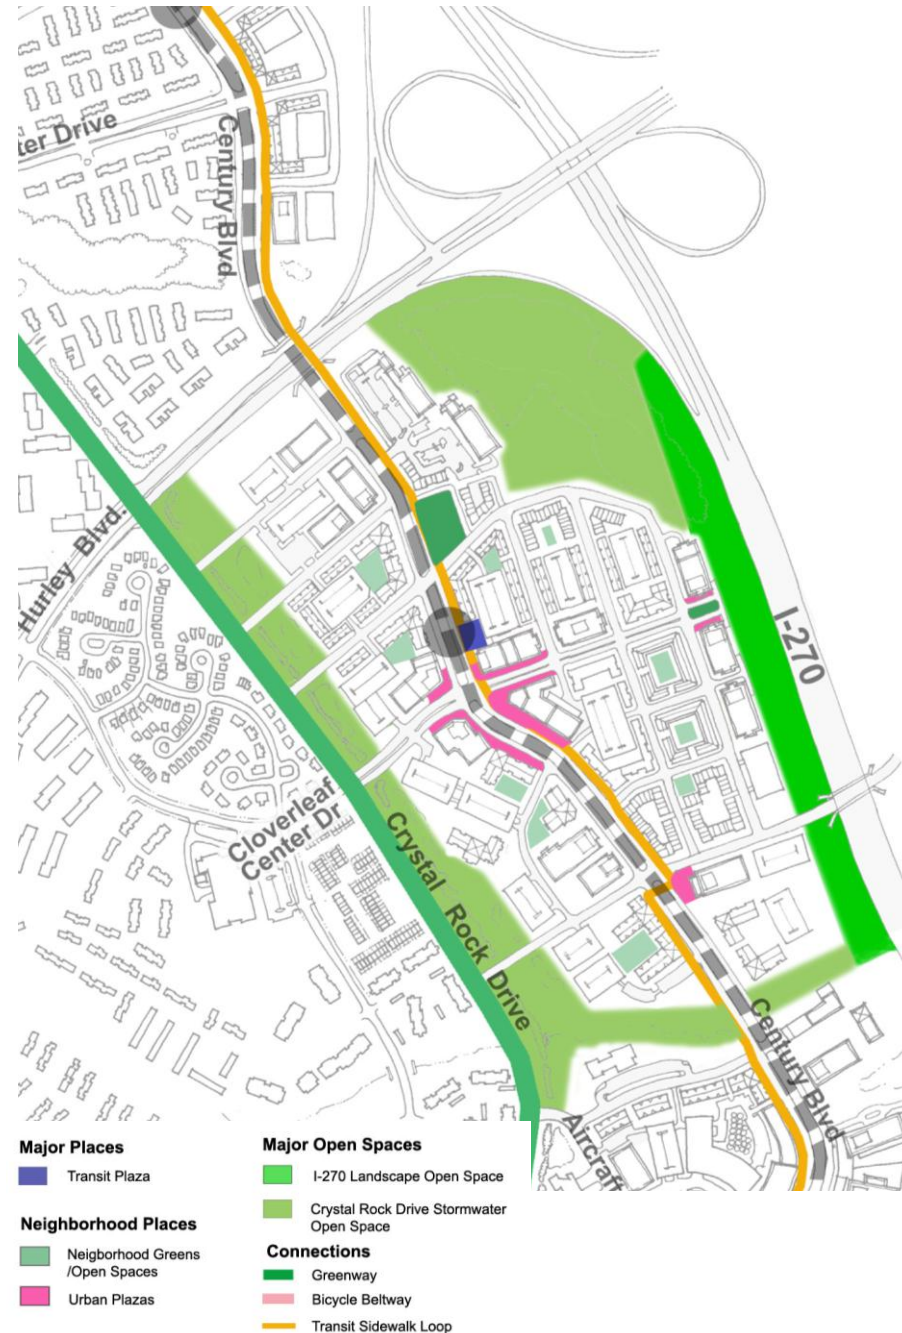 ter Drive
Century Blvd.
Hurley Blvd.
I-270
Cloverleaf
Center Dr
Crystal Rock Drive
Century Blvd
Aircraft
Major Places
Transit Plaza
Neighborhood Places
Neigborhood Greens
/Open Spaces
Urban Plazas
Major Open Spaces
I-270 Landscape Open Space
Crystal Rock Drive Stormwater
Open Space
Connections
Greenway
Bicycle Beltway
Transit Sidewalk Loop